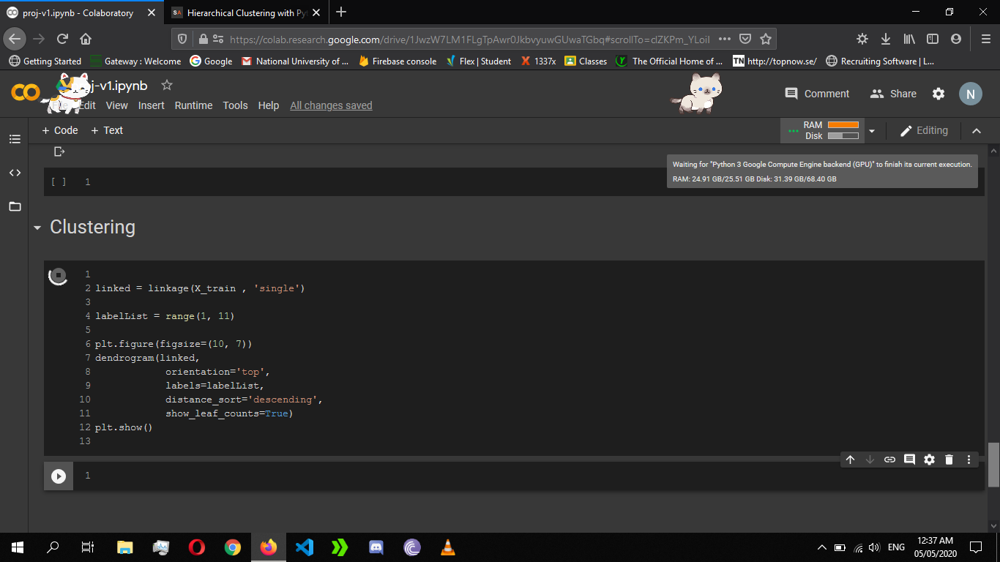 proj-v1.ipynb - Colaboratory
SA Hierarchical Clustering with Pyt
https://colab.research.google.com/drive/1JwzW7LM1FLgTpAwr0JkbvyuwGUwaTGbq#scrollTo=clZKPm_YLoil
Getting Started Gateway : Welcome Google National University of ... Firebase console Flex | Student 1337x Classes The Official Home of ... TN http://topnow.se/ Recruiting Software | L...
j-v1.ipynb
File Edit View Insert Runtime Tools Help All changes saved
Comment Share N
+ Code + Text
RAM
Disk
Editing
Waiting for "Python 3 Google Compute Engine backend (GPU)" to finish its current execution.
RAM: 24.91 GB/25.51 GB Disk: 31.39 GB/68.40 GB
[ ] 1
Clustering
1
2 linked = linkage(X_train , 'single')
3
4 labelList = range(1, 11)
5
6 plt.figure(figsize=(10, 7))
7 dendrogram(linked,
8 orientation='top',
9 labels=labelList,
10 distance_sort='descending',
11 show_leaf_counts=True)
12 plt.show()
13
1
ENG
12:37 AM
05/05/2020